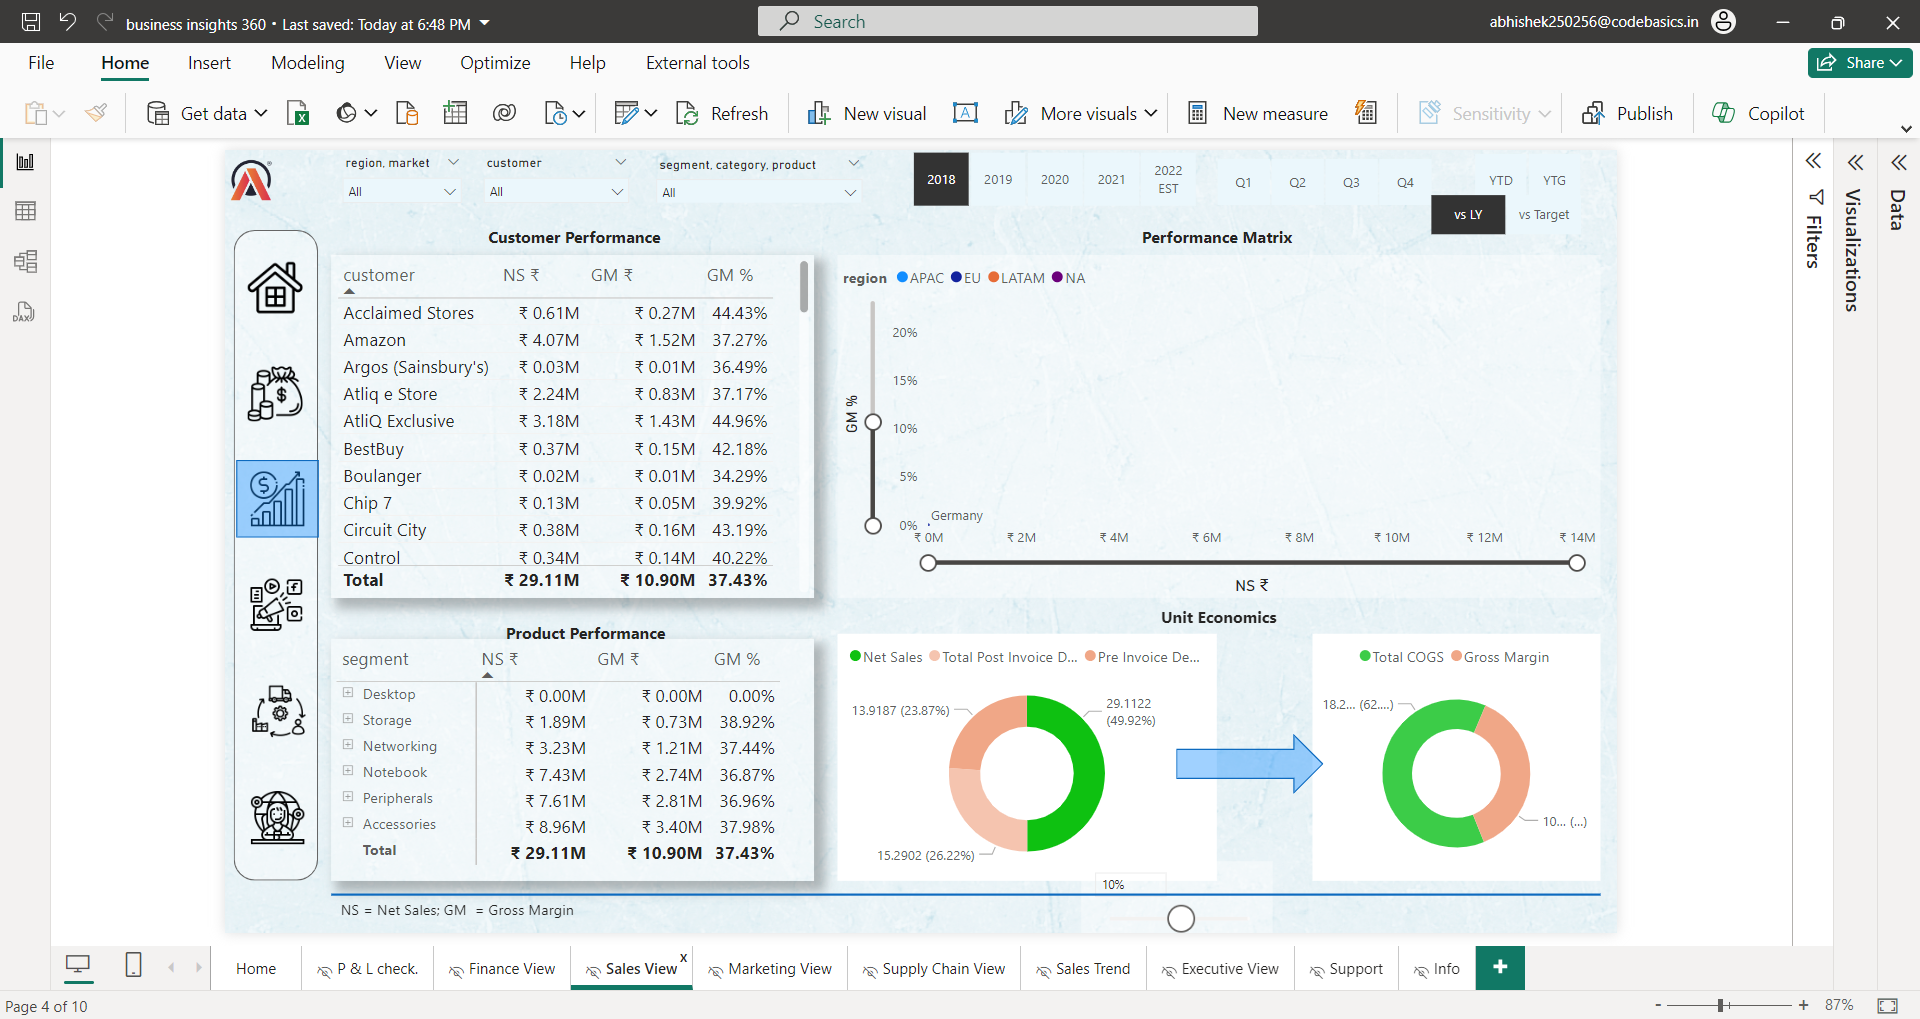 business insights 360 • Last saved: Today at 6:48 PM
Search
abhishek250256@codebasics.in
File Home Insert Modeling View Optimize Help External tools
Share
Get data
Refresh
New visual
More visuals
New measure
Sensitivity
Publish
Copilot
DAX
region, market
All
customer
All
segment, category, product
All
2018 2019 2020 2021 2022 EST
Q1 Q2 Q3 Q4
YTD YTG
vs LY vs Target
Filters
Visualizations
Data
Customer Performance
customer NS ₹ GM ₹ GM %
Acclaimed Stores ₹ 0.61M ₹ 0.27M 44.43%
Amazon ₹ 4.07M ₹ 1.52M 37.27%
Argos (Sainsbury's) ₹ 0.03M ₹ 0.01M 36.49%
Atliq e Store ₹ 2.24M ₹ 0.83M 37.17%
AtliQ Exclusive ₹ 3.18M ₹ 1.43M 44.96%
BestBuy ₹ 0.37M ₹ 0.15M 42.18%
Boulanger ₹ 0.02M ₹ 0.01M 34.29%
Chip 7 ₹ 0.13M ₹ 0.05M 39.92%
Circuit City ₹ 0.38M ₹ 0.16M 43.19%
Control ₹ 0.34M ₹ 0.14M 40.22%
Total ₹ 29.11M ₹ 10.90M 37.43%
Performance Matrix
region APAC EU LATAM NA
GM %
20%
15%
10%
5%
0%
Germany
₹ 0M ₹ 2M ₹ 4M ₹ 6M ₹ 8M ₹ 10M ₹ 12M ₹ 14M
NS ₹
Product Performance
segment NS ₹ GM ₹ GM %
Desktop ₹ 0.00M ₹ 0.00M 0.00%
Storage ₹ 1.89M ₹ 0.73M 38.92%
Networking ₹ 3.23M ₹ 1.21M 37.44%
Notebook ₹ 7.43M ₹ 2.74M 36.87%
Peripherals ₹ 7.61M ₹ 2.81M 36.96%
Accessories ₹ 8.96M ₹ 3.40M 37.98%
Total ₹ 29.11M ₹ 10.90M 37.43%
Unit Economics
Net Sales Total Post Invoice D... Pre Invoice De...
13.9187 (23.87%)
29.1122
(49.92%)
15.2902 (26.22%)
Total COGS Gross Margin
18.2... (62....)
10... (...)
10%
NS = Net Sales; GM = Gross Margin
Home P & L check. Finance View Sales View x Marketing View Supply Chain View Sales Trend Executive View Support Info +
Page 4 of 10
- + 87%